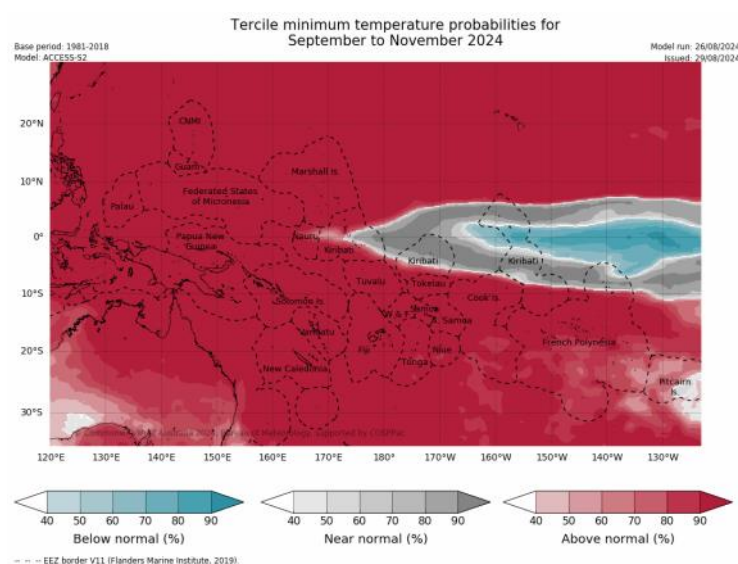 Tercile minimum temperature probabilities for
September to November 2024
Base period: 1981-2018
Model: ACCESS-S2
Model run: 26/08/2024
Issued: 29/08/2024
20°N
10°N
0°
10°S
20°S
30°S
CNMI
Guam
Marshall Is.
Palau
Federated States
of Micronesia
Papua New
Guinea
Nauru
Kiribati
Kiribati
Kiribati
Tuvalu
Tokelau
Solomon Is.
Cook Is.
W & F
Samoa
A. Samoa
Vanuatu
Fiji
Niue
Tonga
French Polynesia
New Caledonia
Pitcairn
Is.
120°E 130°E 140°E 150°E 160°E 170°E 180° 170°W 160°W 150°W 140°W 130°W
40 50 60 70 80 90
Below normal (%)
40 50 60 70 80 90
Near normal (%)
40 50 60 70 80 90
Above normal (%)
EEZ border V11 (Flanders Marine Institute, 2019).